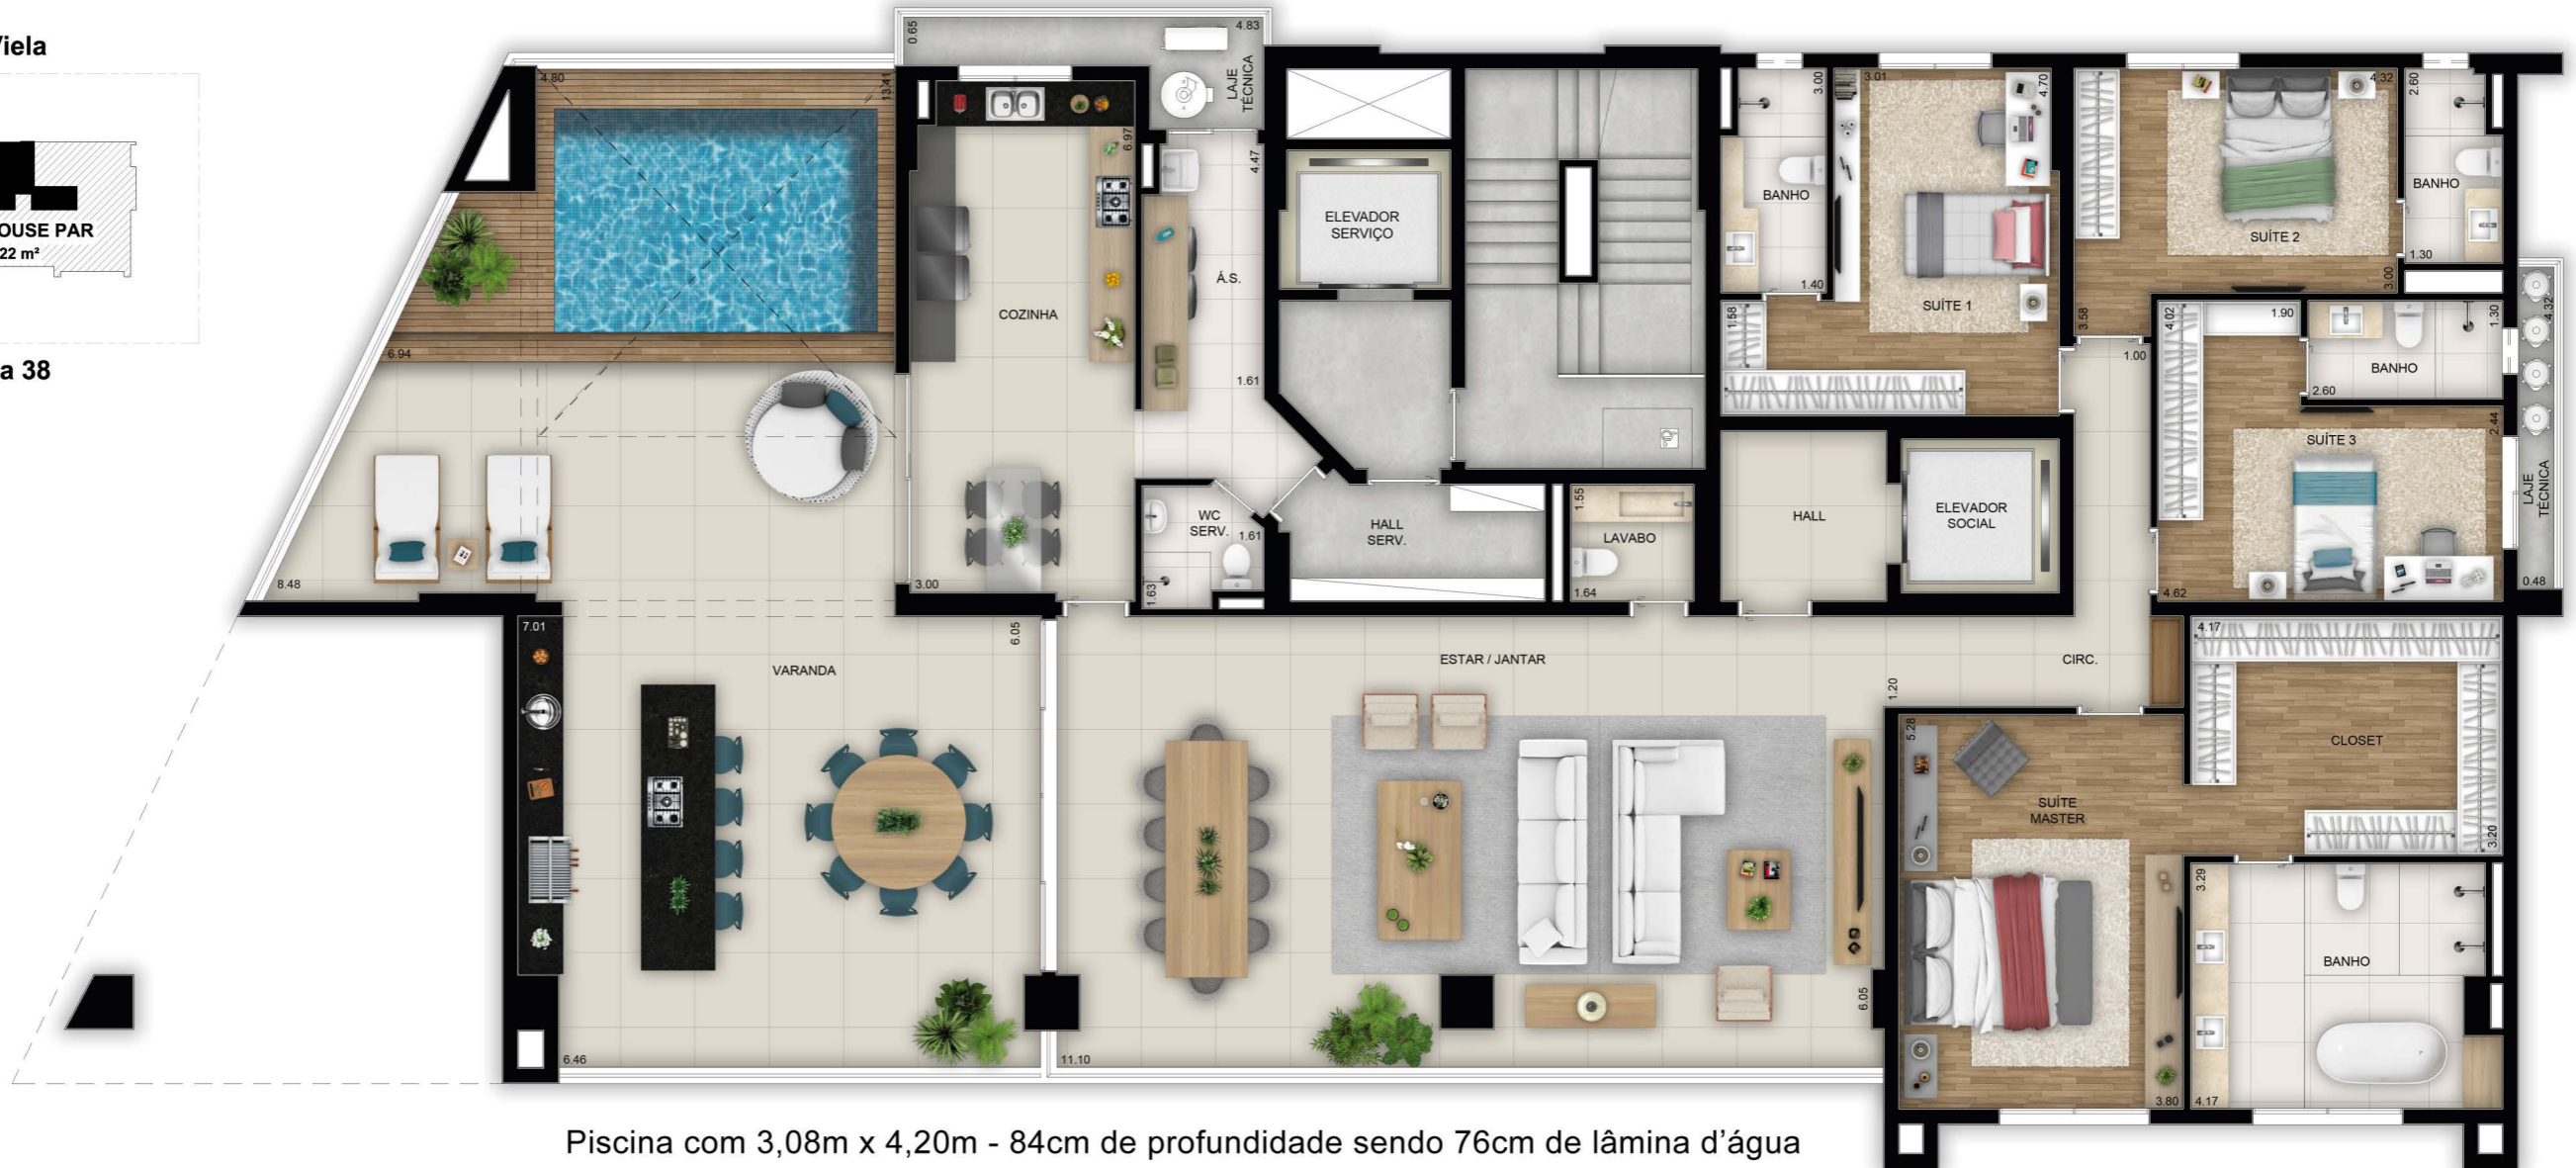 Viela
OUSE PAR
22 m²
a 38
4.80
13.41
6.94
8.48
0.65
4.83
LAJE
TÉCNICA
6.97
4.47
COZINHA
3.00
Á.S.
1.61
WC
SERV.
1.61
1.63
ELEVADOR
SERVIÇO
HALL
SERV.
1.55
LAVABO
1.64
HALL
ELEVADOR
SOCIAL
3.00
BANHO
1.40
1.58
3.01
4.70
SUÍTE 1
4.32
SUÍTE 2
3.00
3.58
2.60
BANHO
1.30
1.00
4.02
1.90
1.30
BANHO
2.60
SUÍTE 3
2.44
4.62
4.32
LAJE
TÉCNICA
0.48
7.01
VARANDA
6.05
6.46
ESTAR / JANTAR
11.10
6.05
CIRC.
1.20
5.28
SUÍTE
MASTER
3.80
4.17
CLOSET
3.20
3.29
BANHO
4.17
Piscina com 3,08m x 4,20m - 84cm de profundidade sendo 76cm de lâmina d’água